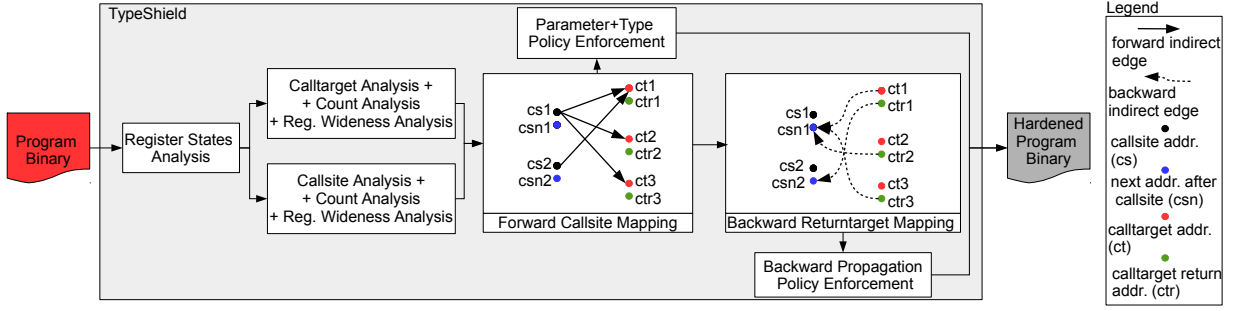 TypeShield
Parameter+Type
Policy Enforcement
Legend
forward indirect
edge
backward
indirect edge
callsite addr.
(cs)
next addr. after
callsite (csn)
calltarget addr.
(ct)
calltarget return
addr. (ctr)
Program
Binary
Register States
Analysis
Calltarget Analysis +
+ Count Analysis
+ Reg. Wideness Analysis
Callsite Analysis +
+ Count Analysis
+ Reg. Wideness Analysis
cs1
csn1
cs2
csn2
ct1
ctr1
ct2
ctr2
ct3
ctr3
Forward Callsite Mapping
cs1
csn1
cs2
csn2
ct1
ctr1
ct2
ctr2
ct3
ctr3
Backward Returntarget Mapping
Backward Propagation
Policy Enforcement
Hardened
Program
Binary